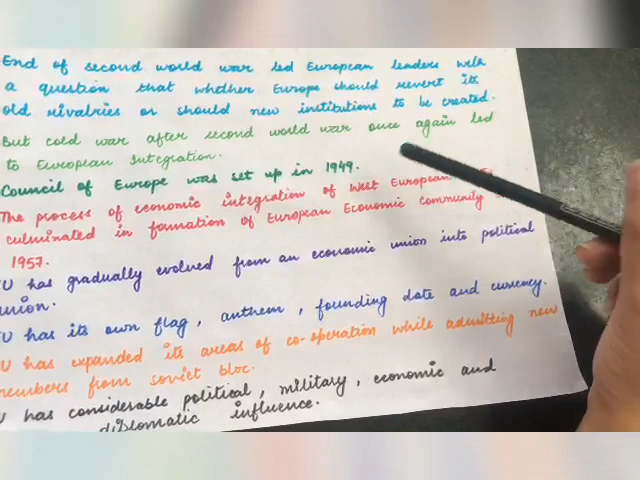 End of second world war led European leaders with
a question that whether Europe should revert its
old rivalries or should new institutions to be created.
But cold war after second world war once again led
to European Integration.
Council of Europe was set up in 1949.
The process of economic integration of West European
culminated in formation of European Economic Community
1957.
U has gradually evolved from an economic union into political
union.
U has its own flag, anthem, founding date and currency.
U has expanded its areas of co-operation while admitting new
members from soviet bloc.
U has considerable political, military, economic and
diplomatic influence.